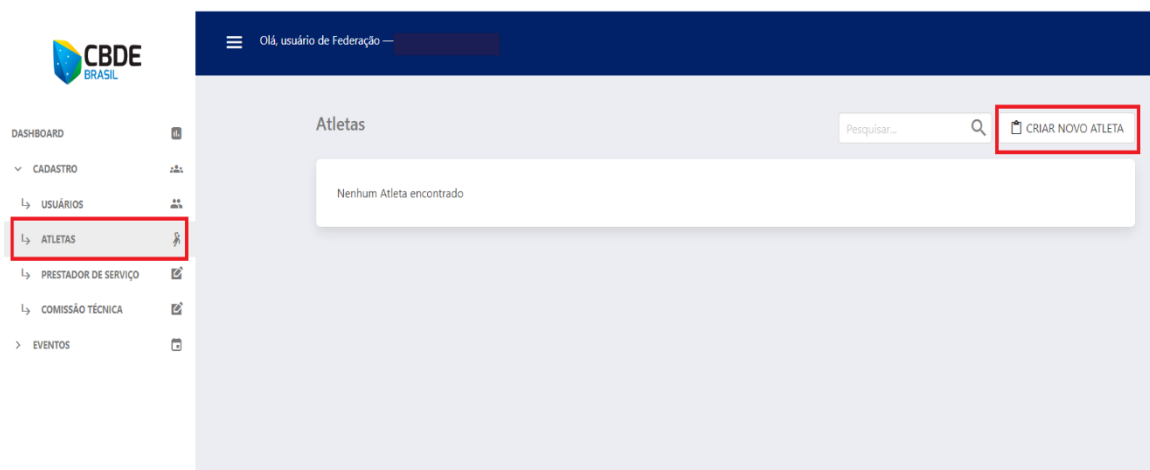 CBDE
BRASIL
Olá, usuário de Federação —
DASHBOARD
CADASTRO
USUÁRIOS
ATLETAS
PRESTADOR DE SERVIÇO
COMISSÃO TÉCNICA
EVENTOS
Atletas
Pesquisar...
CRIAR NOVO ATLETA
Nenhum Atleta encontrado